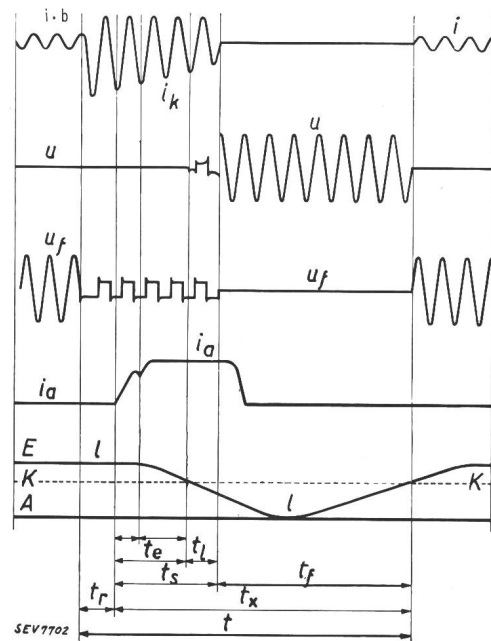 i.b
i
i_k
u
u
u_f
u_f
i_a
i_a
E l
K K
A l
t_e t_l
t_s t_f
t_r t_x
SEV7702 t